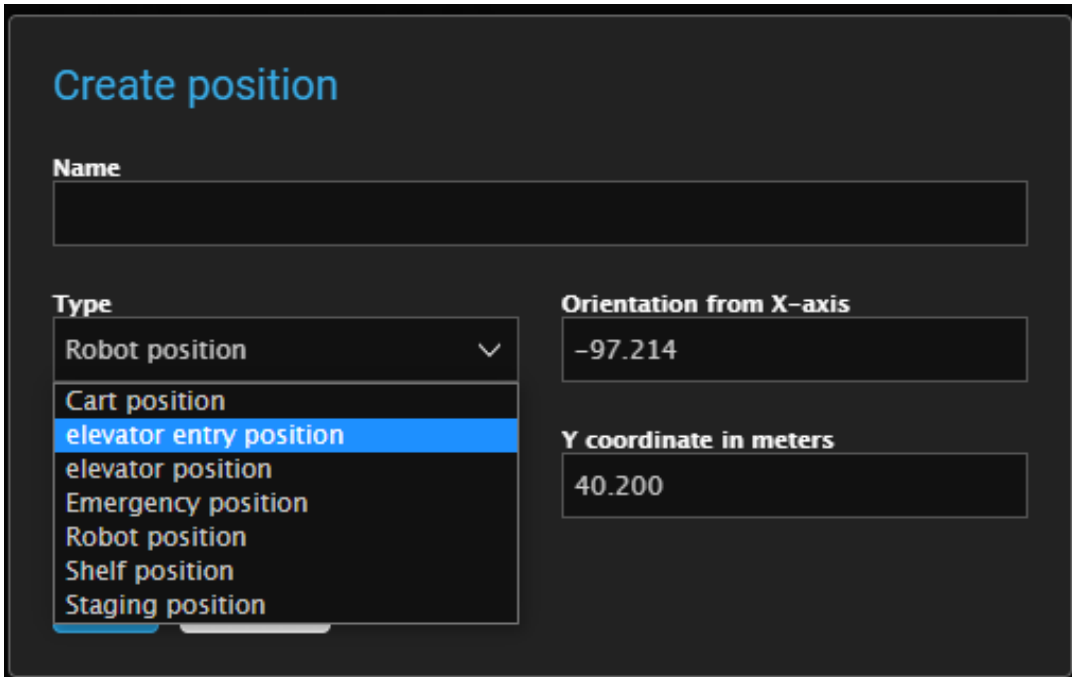 Create position
Name
Type
Orientation from X-axis
Robot position
-97.214
Cart position
elevator entry position
Y coordinate in meters
elevator position
40.200
Emergency position
Robot position
Shelf position
Staging position